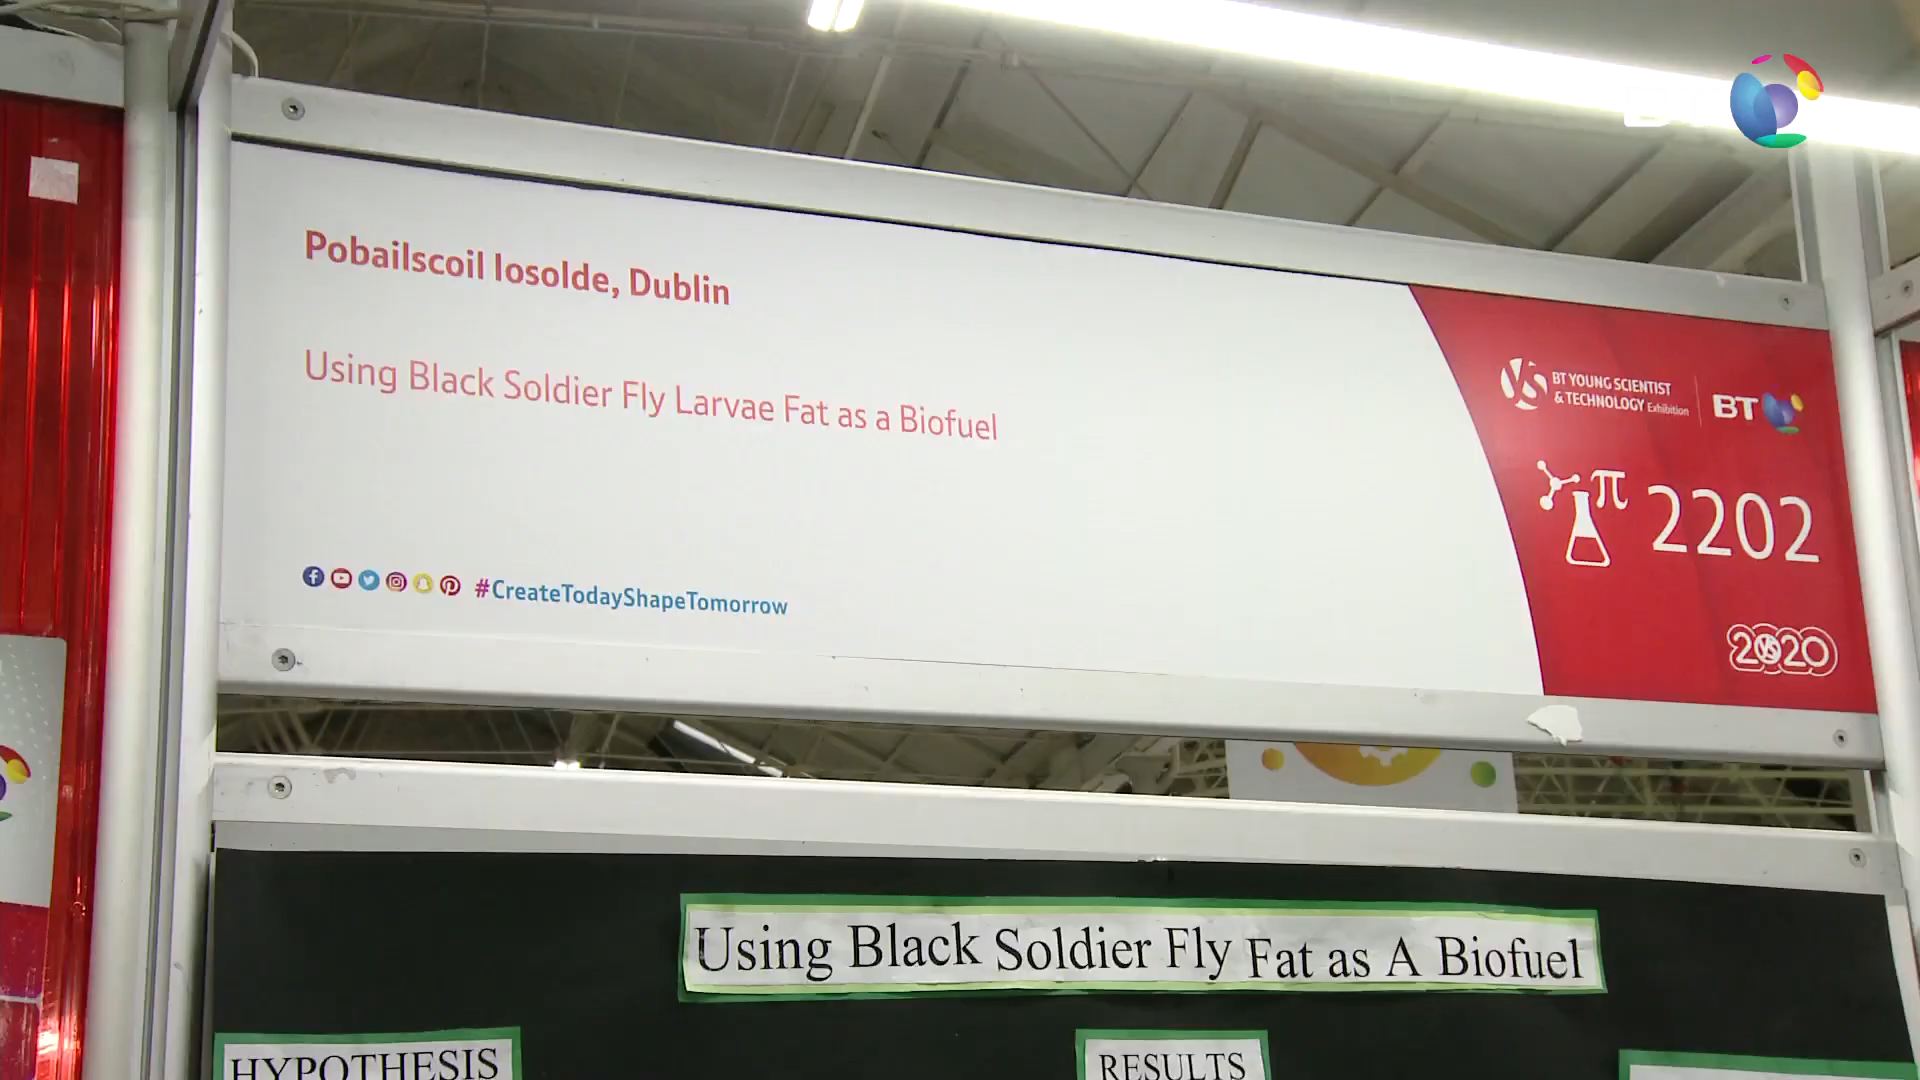 Pobailscoil Iosolde, Dublin
Using Black Soldier Fly Larvae Fat as a Biofuel
#CreateTodayShapeTomorrow
BT YOUNG SCIENTIST
& TECHNOLOGY Exhibition
BT
π 2202
2020
Using Black Soldier Fly Fat as A Biofuel
HYPOTHESIS
RESULTS